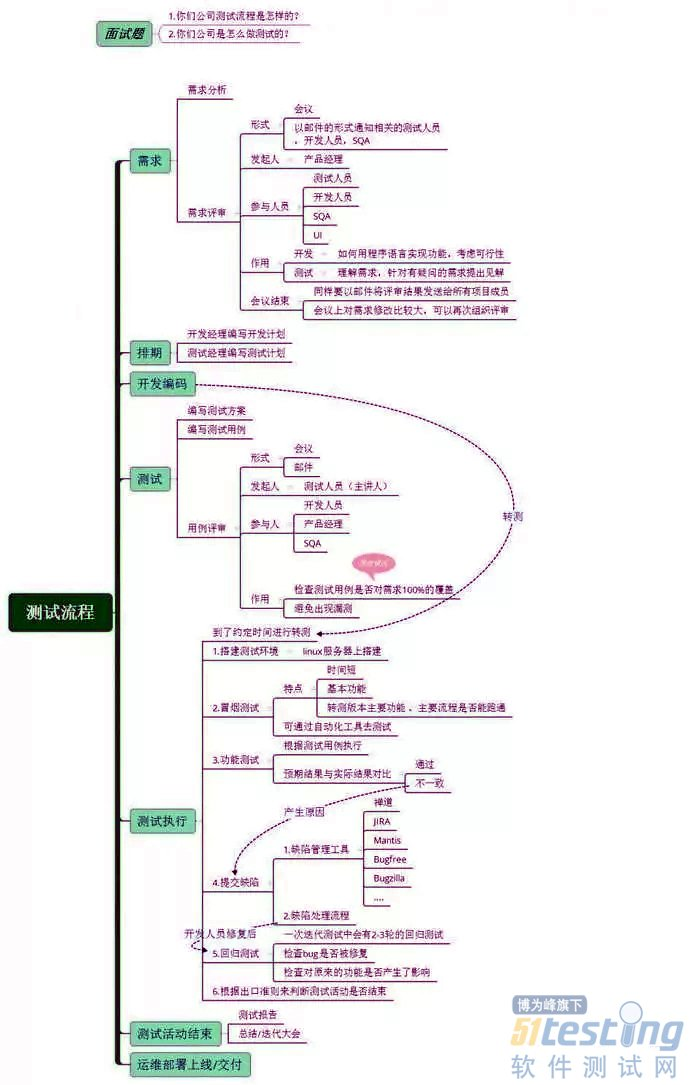 面试题
1.你们公司测试流程是怎样的?
2.你们公司是怎么做测试的?
测试流程
需求
需求分析
需求评审
形式
会议
以邮件的形式通知相关的测试人员
，开发人员，SQA
发起人
产品经理
参与人员
测试人员
开发人员
SQA
UI
作用
开发
如何用程序语言实现功能，考虑可行性
测试
理解需求，针对有疑问的需求提出见解
会议结束
同样要以邮件将评审结果发送给所有项目成员
会议上对需求修改比较大，可以再次组织评审
排期
开发经理编写开发计划
测试经理编写测试计划
开发编码
转测
测试
编写测试方案
编写测试用例
用例评审
形式
会议
邮件
发起人
测试人员（主讲人）
参与人
开发人员
产品经理
SQA
作用
检查测试用例是否对需求100%的覆盖
避免出现漏测
测试执行
到了约定时间进行转测
1.搭建测试环境
linux服务器上搭建
2.冒烟测试
特点
时间短
基本功能
转测版本主要功能 、主要流程是否能跑通
可通过自动化工具去测试
3.功能测试
根据测试用例执行
预期结果与实际结果对比
通过
不一致
产生原因
4.提交缺陷
1.缺陷管理工具
禅道
JIRA
Mantis
Bugfree
Bugzilla
....
2.缺陷处理流程
开发人员修复后
5.回归测试
一次迭代测试中会有2-3轮的回归测试
检查bug是否被修复
检查对原来的功能是否产生了影响
6.根据出口准则来判断测试活动是否结束
测试活动结束
测试报告
总结/迭代大会
运维部署上线/交付
博为峰旗下
51testing
软件测试网